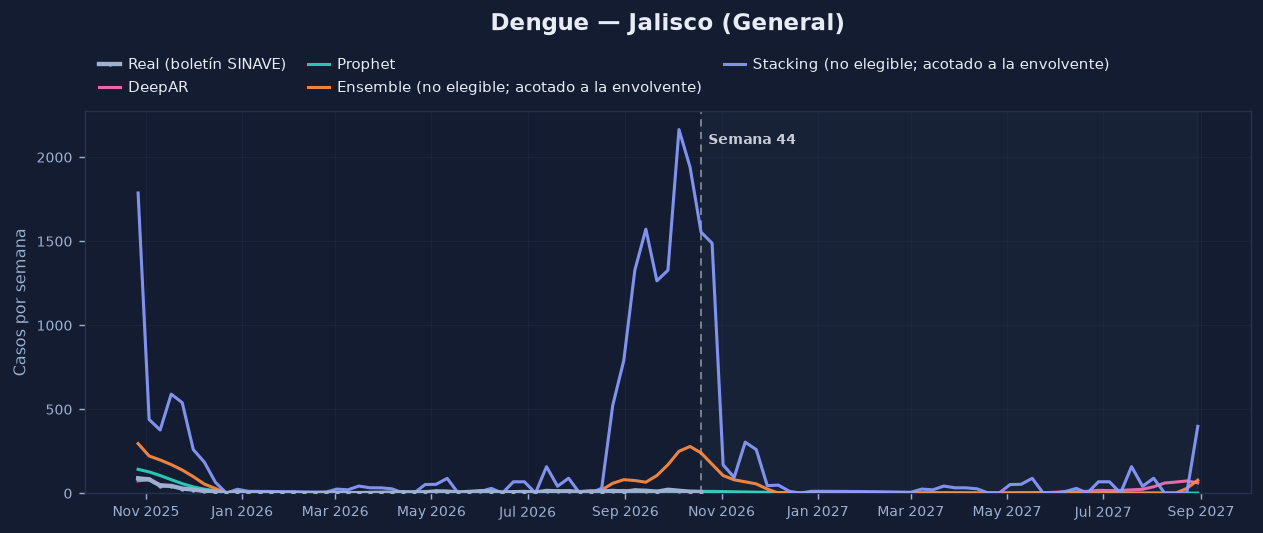 Dengue — Jalisco (General)
Real (boletín SINAVE)
Prophet
Stacking (no elegible; acotado a la envolvente)
DeepAR
Ensemble (no elegible; acotado a la envolvente)
Semana 44
Casos por semana
2000
1500
1000
500
0
Nov 2025
Jan 2026
Mar 2026
May 2026
Jul 2026
Sep 2026
Nov 2026
Jan 2027
Mar 2027
May 2027
Jul 2027
Sep 2027